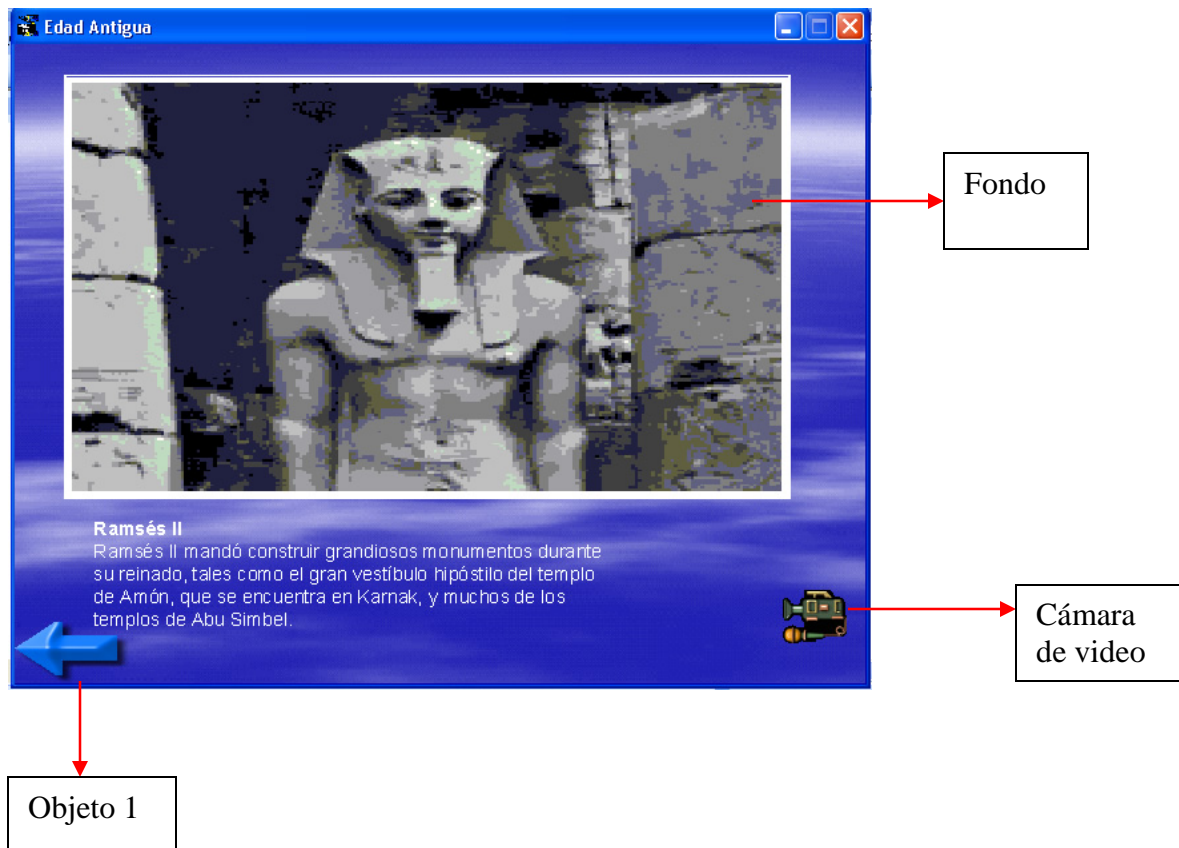 Edad Antigua
Fondo
Ramsés II
Ramsés II mandó construir grandiosos monumentos durante
su reinado, tales como el gran vestíbulo hipóstilo del templo
de Amón, que se encuentra en Karnak, y muchos de los
templos de Abu Simbel.
Cámara
de video
Objeto 1